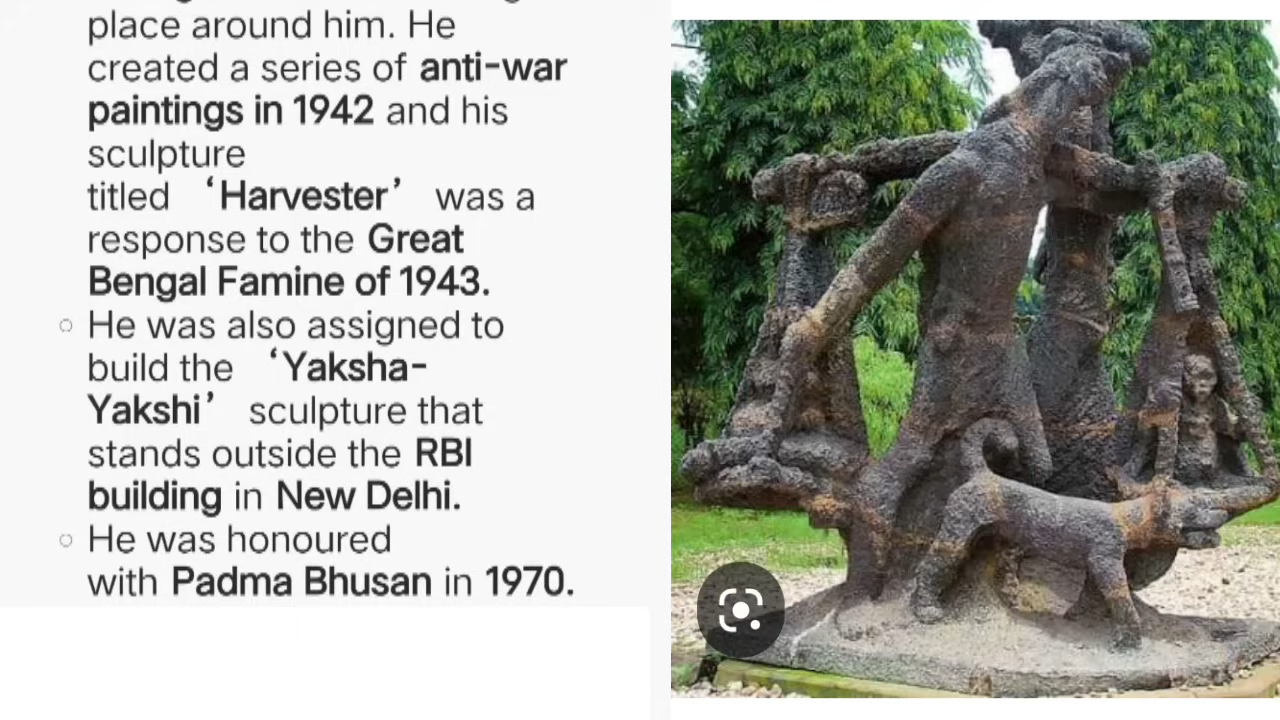 place around him. He
created a series of anti-war
paintings in 1942 and his
sculpture
titled ‘Harvester’ was a
response to the Great
Bengal Famine of 1943.
He was also assigned to
build the ‘Yaksha-
Yakshi’ sculpture that
stands outside the RBI
building in New Delhi.
He was honoured
with Padma Bhusan in 1970.